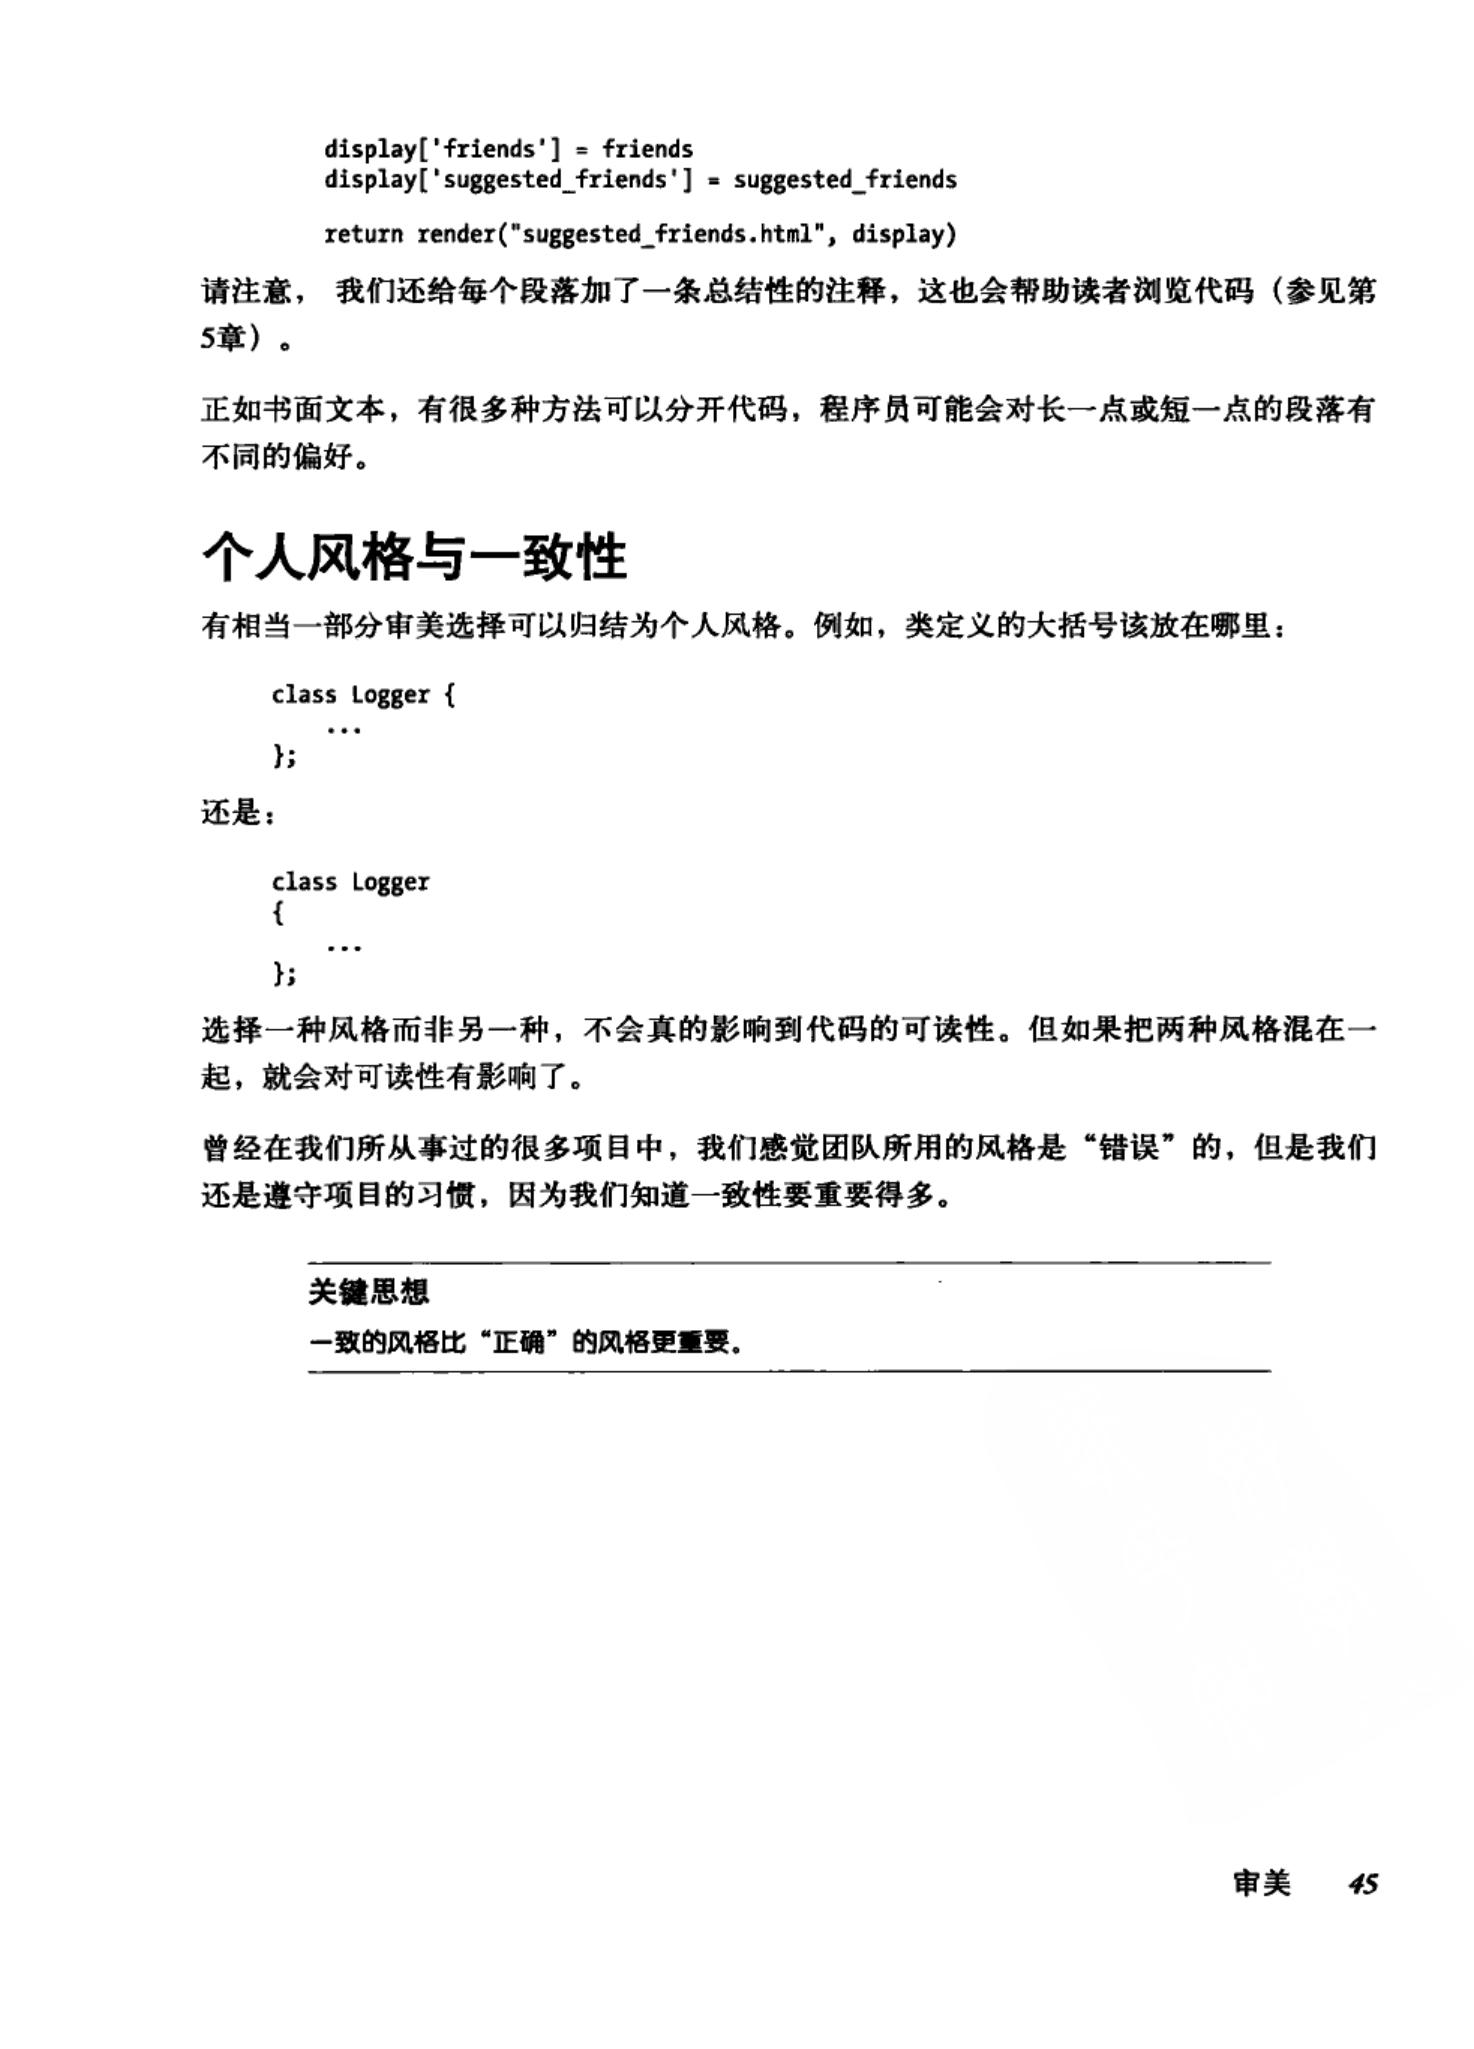 display['friends'] = friends
display['suggested_friends'] = suggested_friends
return render("suggested_friends.html", display)
请注意， 我们还给每个段落加了一条总结性的注释，这也会帮助读者浏览代码（参见第
5章）。
正如书面文本，有很多种方法可以分开代码，程序员可能会对长一点或短一点的段落有
不同的偏好。
个人风格与一致性
有相当一部分审美选择可以归结为个人风格。例如，类定义的大括号该放在哪里：
class Logger {
...
};
还是：
class Logger
{
...
};
选择一种风格而非另一种，不会真的影响到代码的可读性。但如果把两种风格混在一
起，就会对可读性有影响了。
曾经在我们所从事过的很多项目中，我们感觉团队所用的风格是“错误”的，但是我们
还是遵守项目的习惯，因为我们知道一致性要重要得多。
关键思想
一致的风格比“正确”的风格更重要。
审美 45